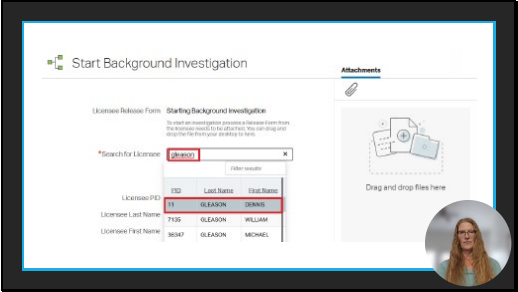 Start Background Investigation
Attachments
Licensee Release Form Starting Background Investigation
To start an investigation process a Release Form from
the licensee needs to be attached. You can drag and
drop the file from your desktop to here.
*Search for Licensee gleason ×
Filter results
PID Last Name First Name
Licensee PID
11 GLEASON DENNIS
Licensee Last Name
7135 GLEASON WILLIAM
Licensee First Name
36347 GLEASON MICHAEL
Drag and drop files here